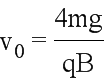 v₀ = 4mg / qB